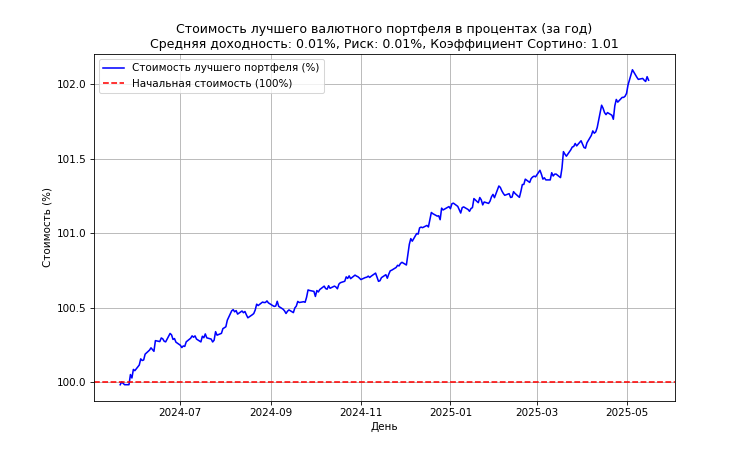 Стоимость лучшего валютного портфеля в процентах (за год)
Средняя доходность: 0.01%, Риск: 0.01%, Коэффициент Сортино: 1.01
Стоимость лучшего портфеля (%)
Начальная стоимость (100%)
102.0
101.5
101.0
100.5
100.0
Стоимость (%)
2024-07 2024-09 2024-11 2025-01 2025-03 2025-05
День